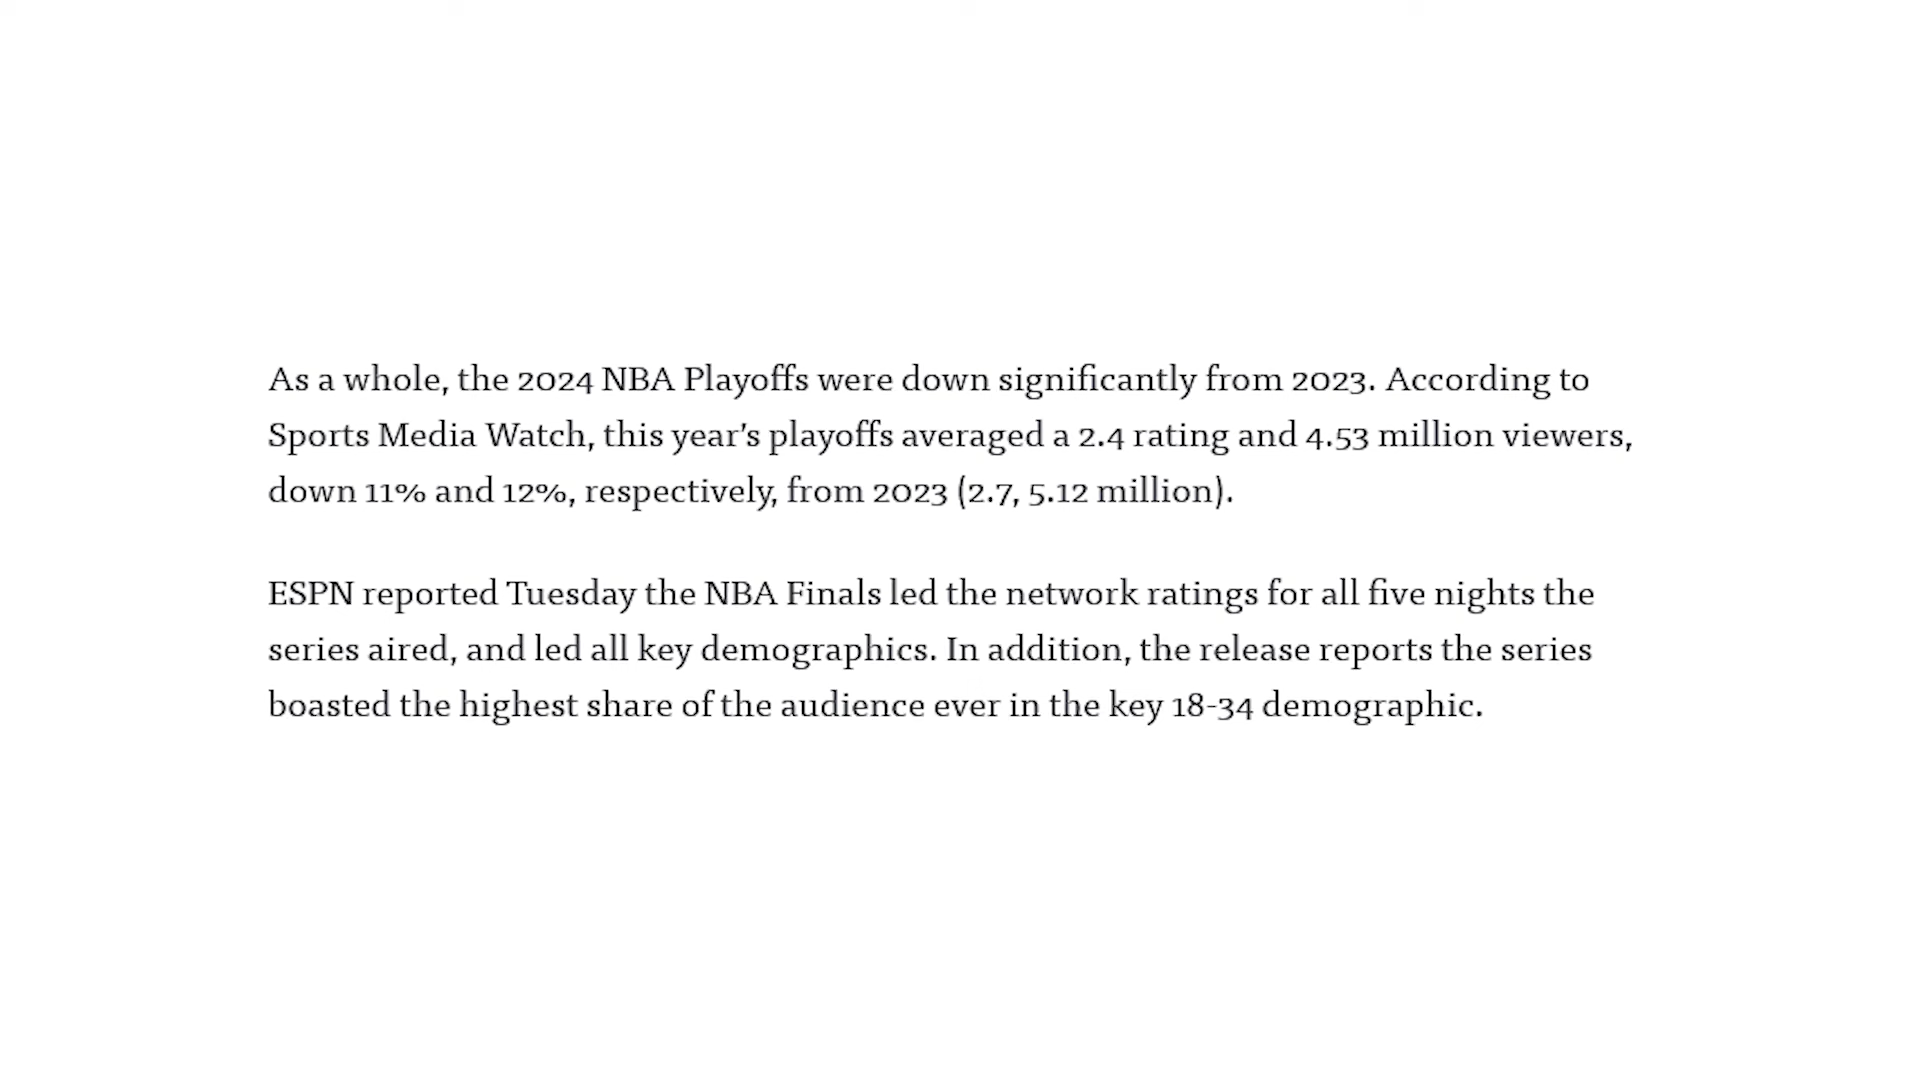 As a whole, the 2024 NBA Playoffs were down significantly from 2023. According to
Sports Media Watch, this year’s playoffs averaged a 2.4 rating and 4.53 million viewers,
down 11% and 12%, respectively, from 2023 (2.7, 5.12 million).
ESPN reported Tuesday the NBA Finals led the network ratings for all five nights the
series aired, and led all key demographics. In addition, the release reports the series
boasted the highest share of the audience ever in the key 18-34 demographic.